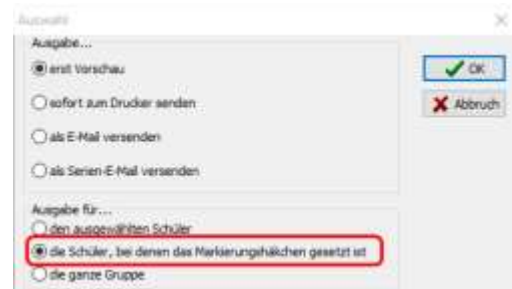 Auswahl
Ausgabe...
erst Vorschau
OK
sofort zum Drucker senden
Abbruch
als E-Mail versenden
als Serien-E-Mail versenden
Ausgabe für...
den ausgewählten Schüler
die Schüler, bei denen das Markierungshäkchen gesetzt ist
die ganze Gruppe